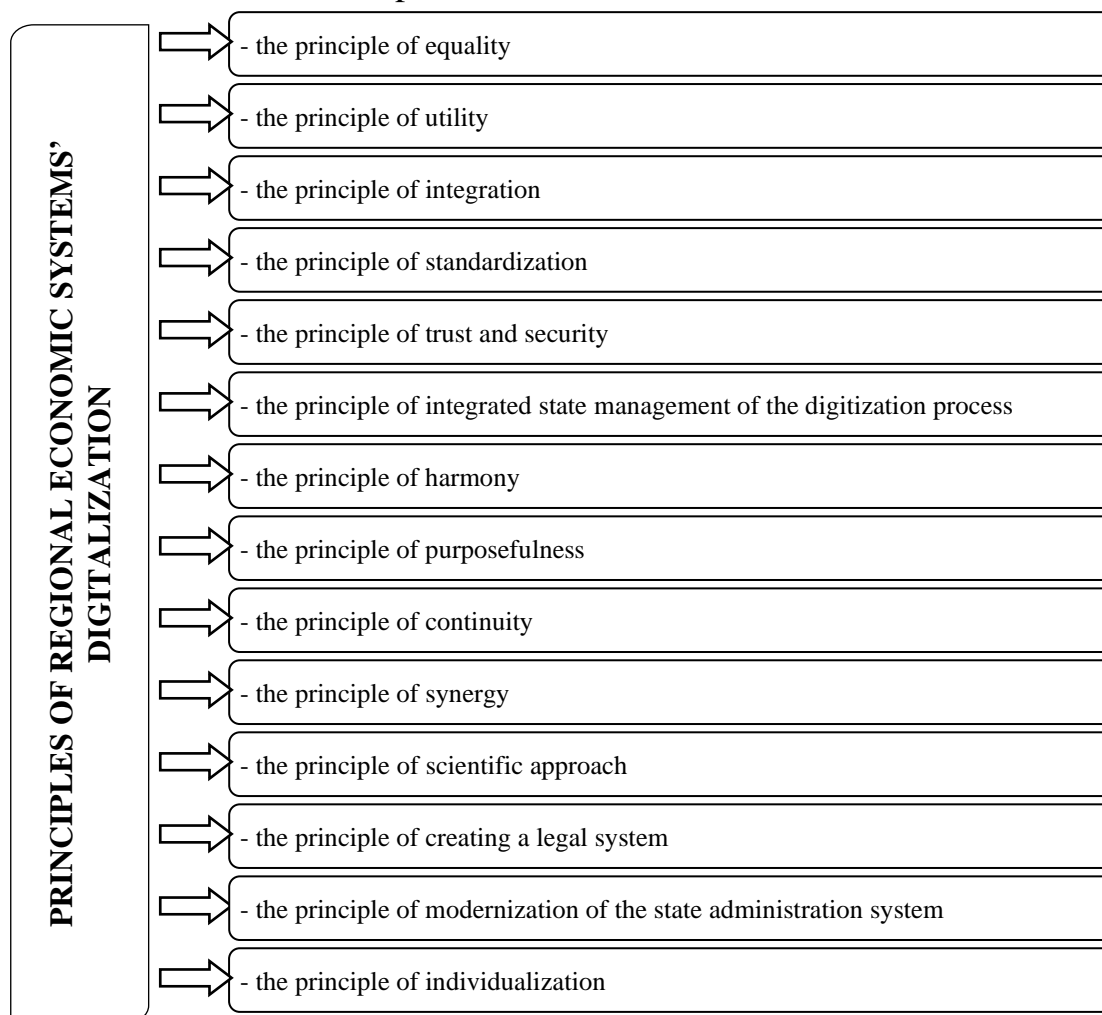 PRINCIPLES OF REGIONAL ECONOMIC SYSTEMS’
DIGITALIZATION
- the principle of equality
- the principle of utility
- the principle of integration
- the principle of standardization
- the principle of trust and security
- the principle of integrated state management of the digitization process
- the principle of harmony
- the principle of purposefulness
- the principle of continuity
- the principle of synergy
- the principle of scientific approach
- the principle of creating a legal system
- the principle of modernization of the state administration system
- the principle of individualization